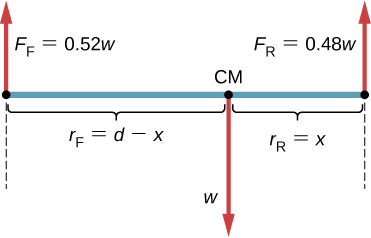 F_F = 0.52w
F_R = 0.48w
CM
r_F = d − x
r_R = x
w